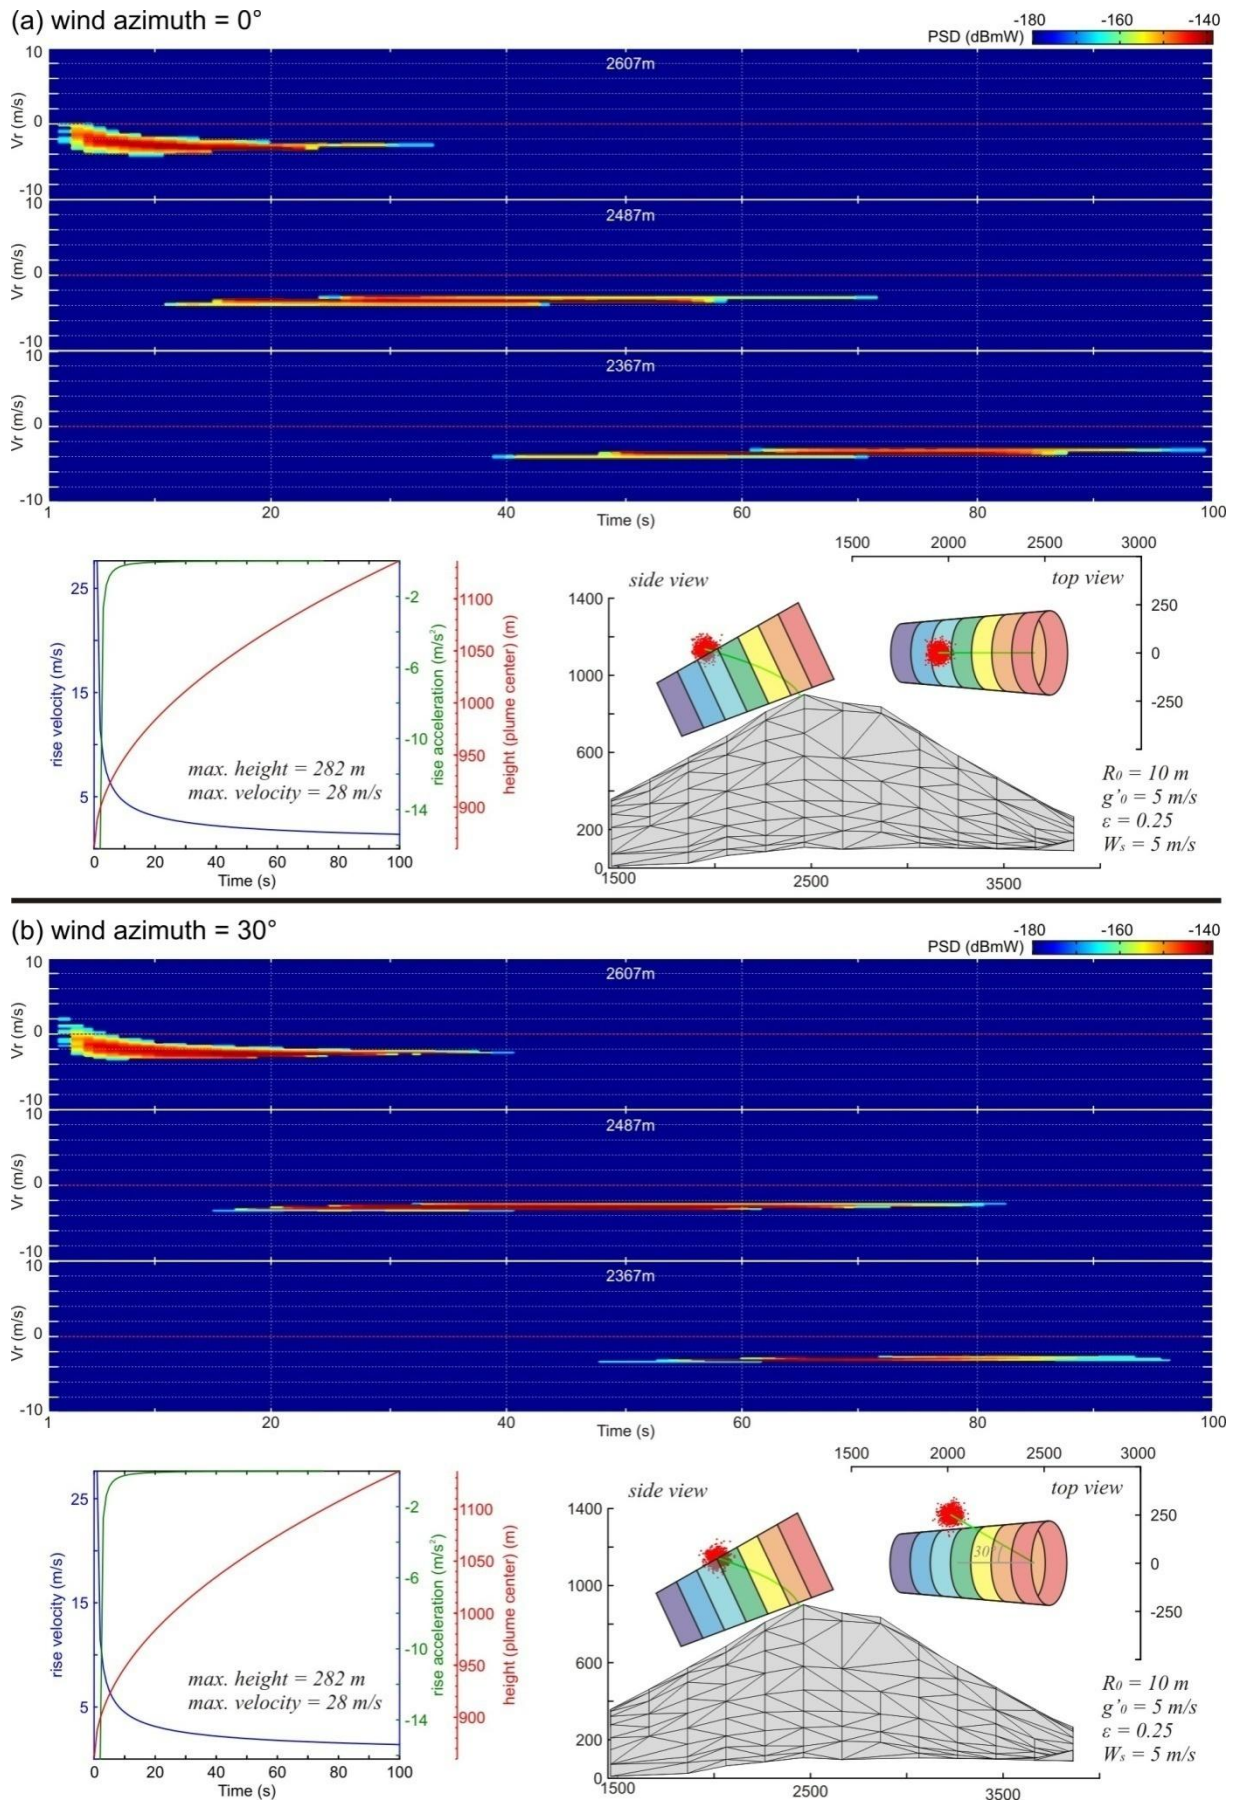 (a) wind azimuth = 0°
-180 -160 -140
PSD (dBmW)
10
2607m
Vr (m/s)
0
-10
10
2487m
Vr (m/s)
0
-10
10
2367m
Vr (m/s)
0
-10
1 20 40 60 80 100
Time (s)
rise velocity (m/s)
25
15
5
0 20 40 60 80 100
Time (s)
max. height = 282 m
max. velocity = 28 m/s
-2
-6
-10
-14
rise acceleration (m/s²)
1100
1050
1000
950
900
height (plume center) (m)
side view
1400
1000
600
200
0
1500 2500 3500
1500 2000 2500 3000
top view
250
0
-250
R₀ = 10 m
g'₀ = 5 m/s
ε = 0.25
Wₛ = 5 m/s
(b) wind azimuth = 30°
-180 -160 -140
PSD (dBmW)
10
2607m
Vr (m/s)
0
-10
10
2487m
Vr (m/s)
0
-10
10
2367m
Vr (m/s)
0
-10
1 20 40 60 80 100
Time (s)
rise velocity (m/s)
25
15
5
0 20 40 60 80 100
Time (s)
max. height = 282 m
max. velocity = 28 m/s
-2
-6
-10
-14
rise acceleration (m/s²)
1100
1050
1000
950
900
height (plume center) (m)
side view
1400
1000
600
200
0
1500 2500 3500
1500 2000 2500 3000
top view
30°
250
0
-250
R₀ = 10 m
g'₀ = 5 m/s
ε = 0.25
Wₛ = 5 m/s